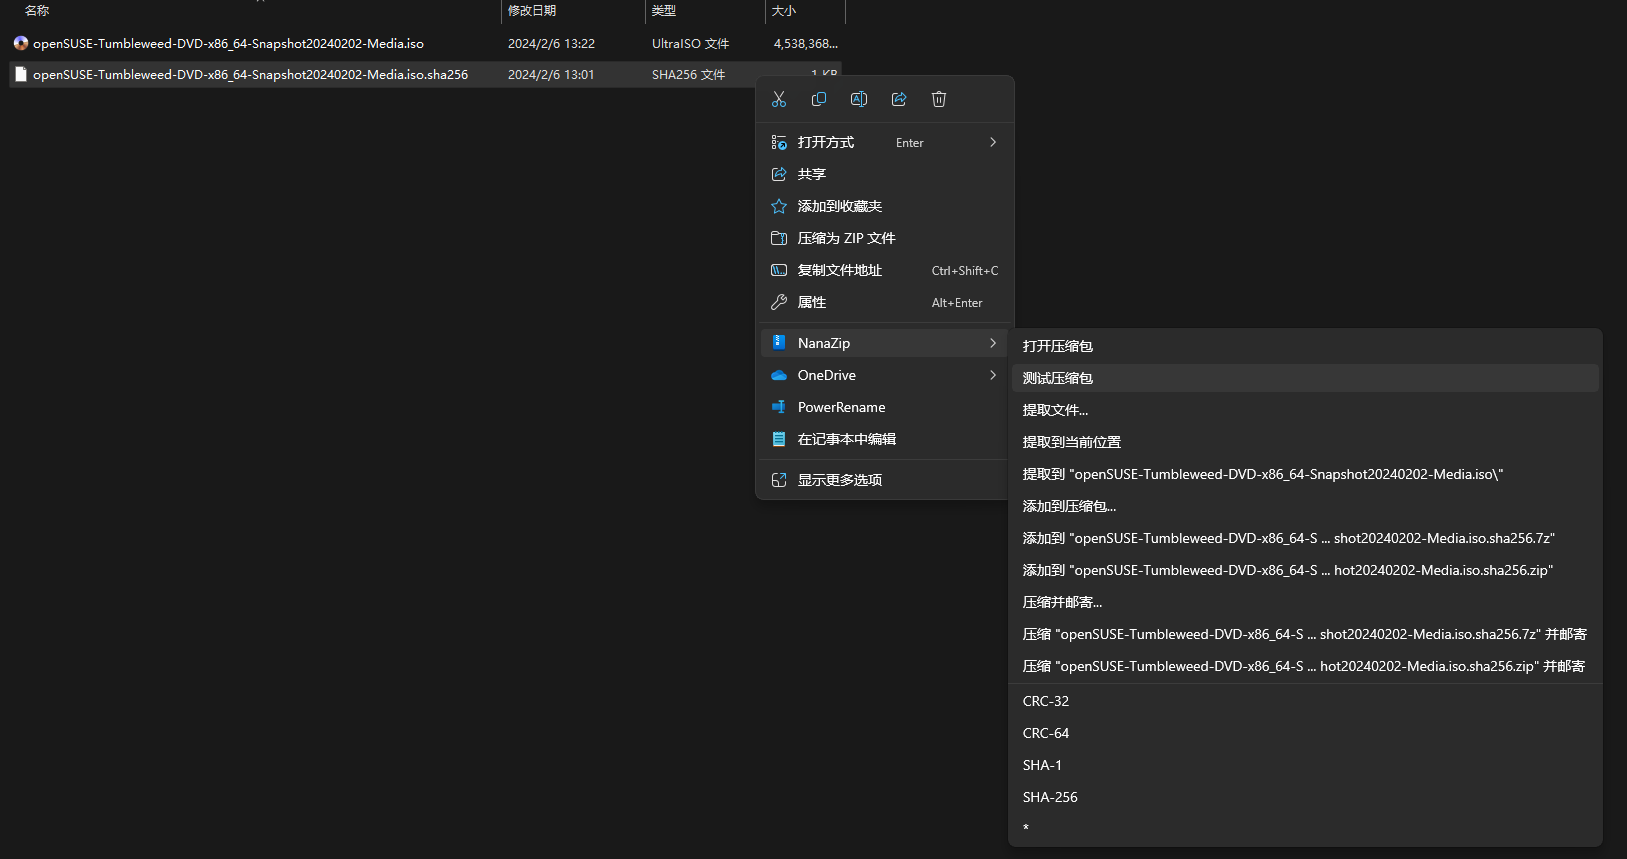 名称 修改日期 类型 大小
openSUSE-Tumbleweed-DVD-x86_64-Snapshot20240202-Media.iso 2024/2/6 13:22 UltraISO 文件 4,538,368...
openSUSE-Tumbleweed-DVD-x86_64-Snapshot20240202-Media.iso.sha256 2024/2/6 13:01 SHA256 文件 1 KB
打开方式 Enter
共享
添加到收藏夹
压缩为 ZIP 文件
复制文件地址 Ctrl+Shift+C
属性 Alt+Enter
NanaZip
OneDrive
PowerRename
在记事本中编辑
显示更多选项
打开压缩包
测试压缩包
提取文件...
提取到当前位置
提取到 "openSUSE-Tumbleweed-DVD-x86_64-Snapshot20240202-Media.iso\"
添加到压缩包...
添加到 "openSUSE-Tumbleweed-DVD-x86_64-S ... shot20240202-Media.iso.sha256.7z"
添加到 "openSUSE-Tumbleweed-DVD-x86_64-S ... hot20240202-Media.iso.sha256.zip"
压缩并邮寄...
压缩 "openSUSE-Tumbleweed-DVD-x86_64-S ... shot20240202-Media.iso.sha256.7z" 并邮寄
压缩 "openSUSE-Tumbleweed-DVD-x86_64-S ... hot20240202-Media.iso.sha256.zip" 并邮寄
CRC-32
CRC-64
SHA-1
SHA-256
*